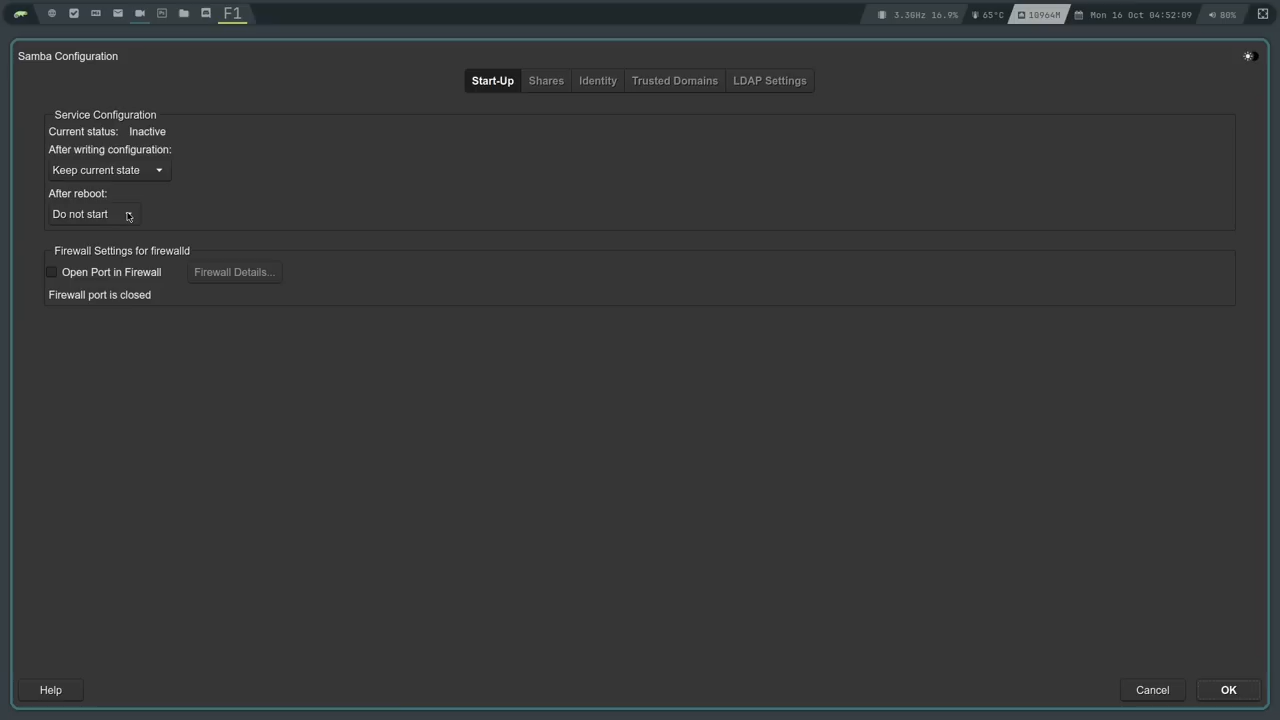 F1 3.3GHz 16.9% 65°C 10964M Mon 16 Oct 04:52:09 80%
Samba Configuration
Start-Up Shares Identity Trusted Domains LDAP Settings
Service Configuration
Current status: Inactive
After writing configuration:
Keep current state
After reboot:
Do not start
Firewall Settings for firewalld
Open Port in Firewall Firewall Details...
Firewall port is closed
Help Cancel OK